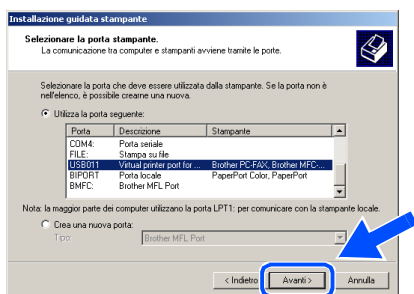 Installazione guidata stampante
Selezionare la porta stampante.
La comunicazione tra computer e stampanti avviene tramite le porte.
Selezionare la porta che deve essere utilizzata dalla stampante. Se la porta non è
nell'elenco, è possibile crearne una nuova.
Utilizza la porta seguente:
Porta Descrizione Stampante
COM4: Porta seriale
FILE: Stampa su file
USB011 Virtual printer port for ... Brother PC-FAX, Brother MFC-...
BIPORT Porta locale PaperPort Color, PaperPort
BMFC: Brother MFL Port
Nota: la maggior parte dei computer utilizzano la porta LPT1: per comunicare con la stampante locale.
Crea una nuova porta:
Tipo: Brother MFL Port
< Indietro Avanti > Annulla